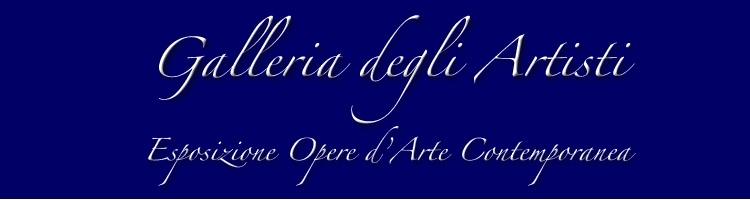 Galleria degli Artisti
Esposizione Opere d'Arte Contemporanea